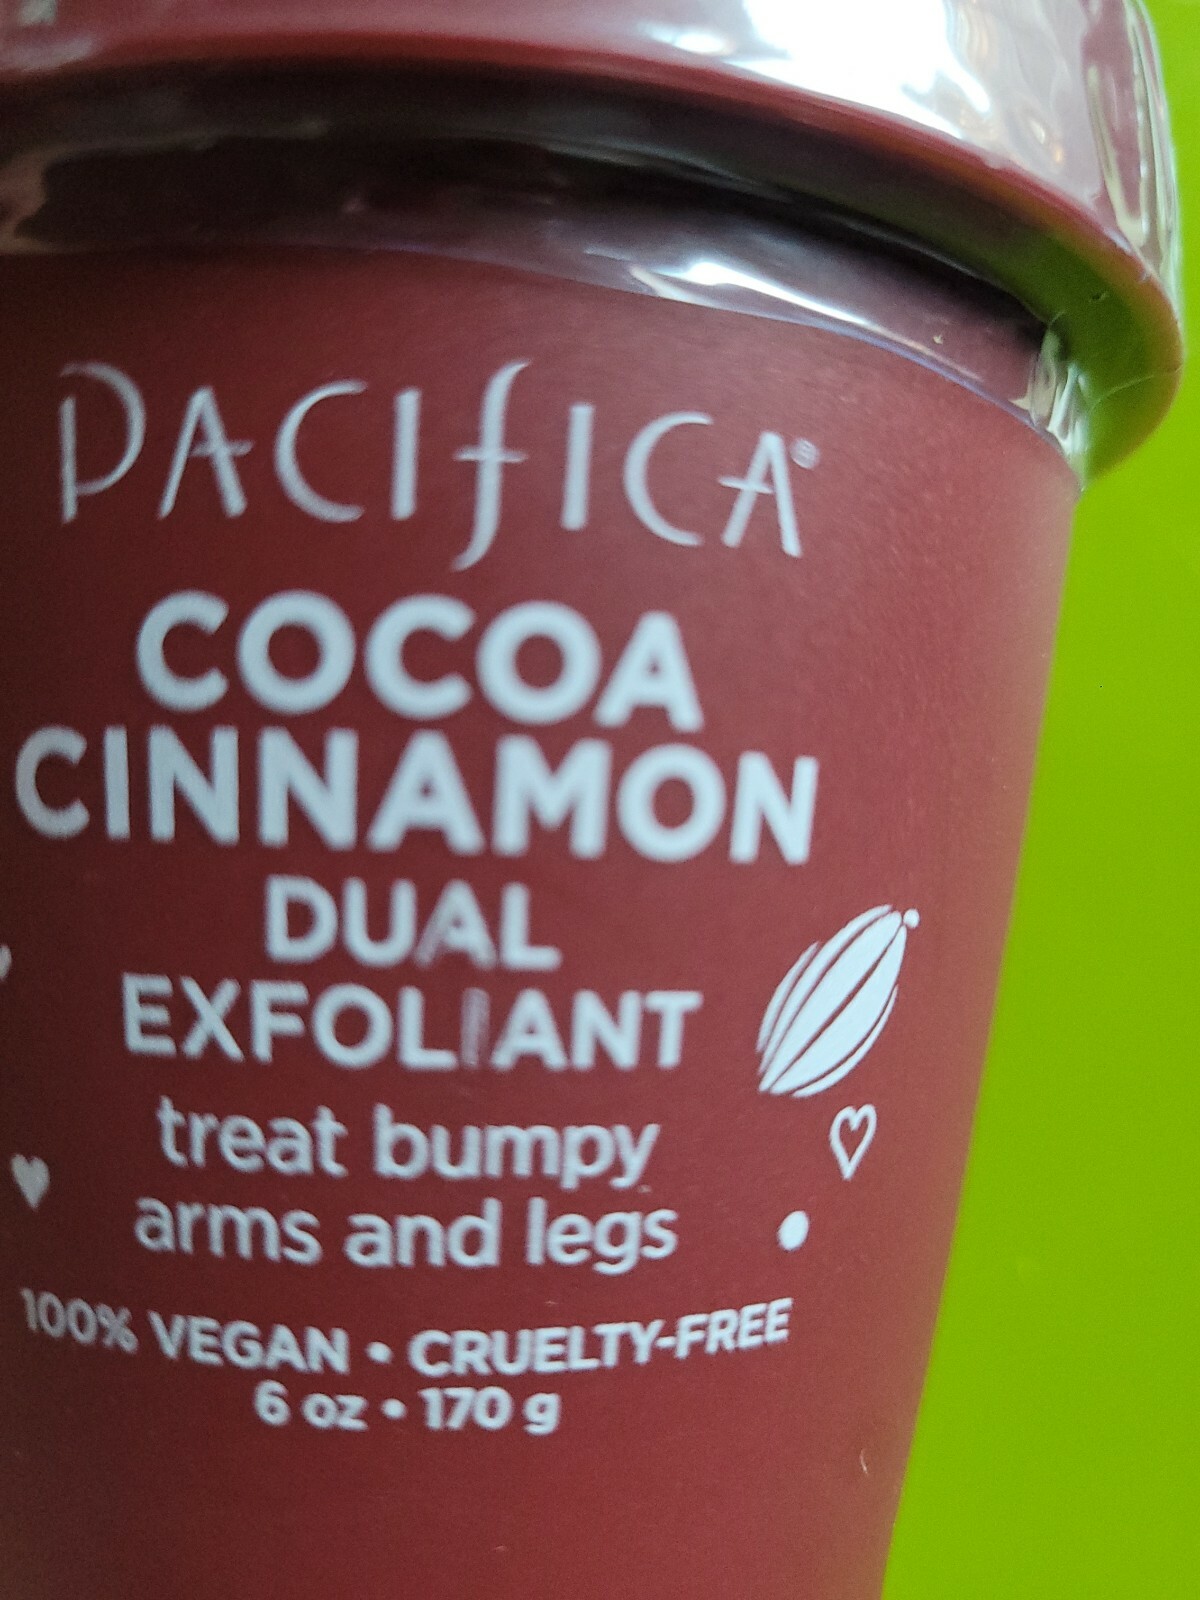 PACIFICA®
COCOA
CINNAMON
DUAL
EXFOLIANT
treat bumpy
arms and legs
100% VEGAN • CRUELTY-FREE
6 oz • 170 g